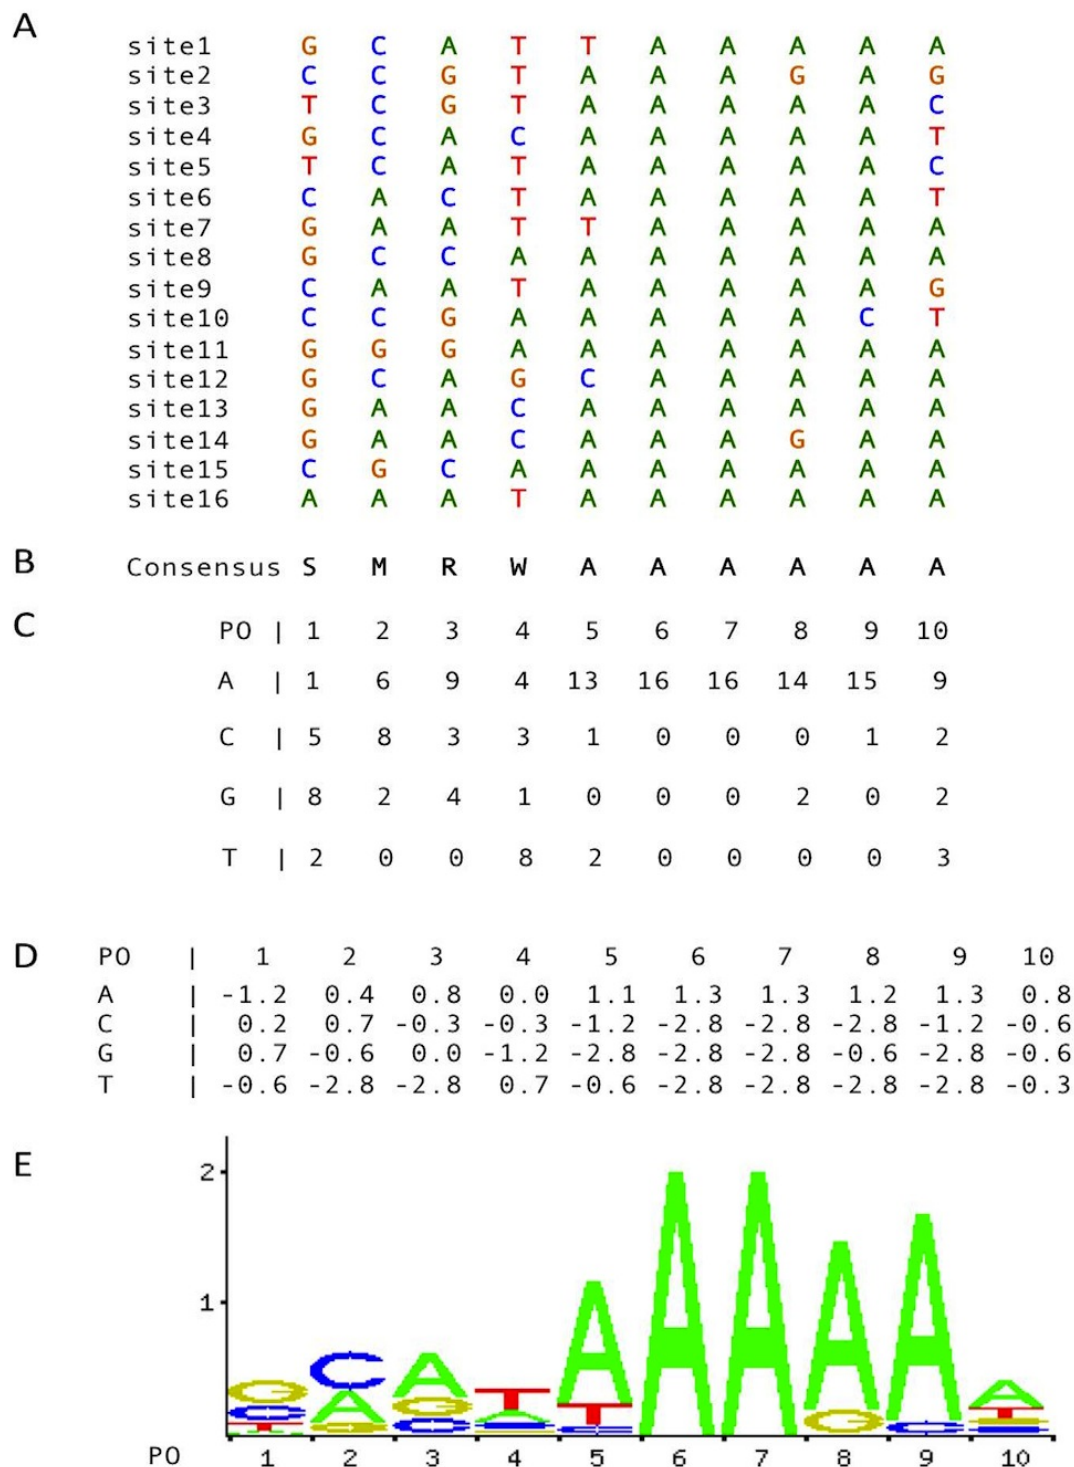 A
site1 G C A T T A A A A A
site2 C C G T A A A G A G
site3 T C G T A A A A A C
site4 G C A C A A A A A T
site5 T C A T A A A A A C
site6 C A C T A A A A A T
site7 G A A T T A A A A A
site8 G C C A A A A A A A
site9 C A A T A A A A A G
site10 C C G A A A A A C T
site11 G G G A A A A A A A
site12 G C A G C A A A A A
site13 G A A C A A A A A A
site14 G A A C A A A G A A
site15 C G C A A A A A A A
site16 A A A T A A A A A A
B Consensus S M R W A A A A A A
C PO | 1 2 3 4 5 6 7 8 9 10
A | 1 6 9 4 13 16 16 14 15 9
C | 5 8 3 3 1 0 0 0 1 2
G | 8 2 4 1 0 0 0 2 0 2
T | 2 0 0 8 2 0 0 0 0 3
D PO | 1 2 3 4 5 6 7 8 9 10
A | -1.2 0.4 0.8 0.0 1.1 1.3 1.3 1.2 1.3 0.8
C | 0.2 0.7 -0.3 -0.3 -1.2 -2.8 -2.8 -2.8 -1.2 -0.6
G | 0.7 -0.6 0.0 -1.2 -2.8 -2.8 -2.8 -0.6 -2.8 -0.6
T | -0.6 -2.8 -2.8 0.7 -0.6 -2.8 -2.8 -2.8 -2.8 -0.3
E
2
1
G C A T A A A A A A
C A G A T G C T
T G C C
PO 1 2 3 4 5 6 7 8 9 10